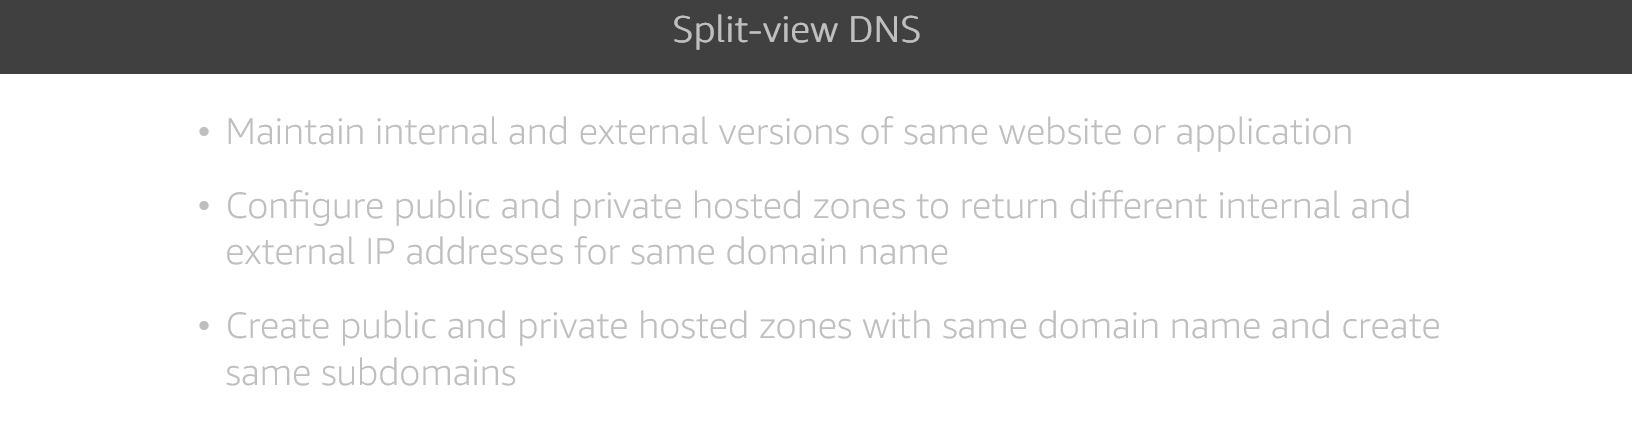 Split-view DNS
• Maintain internal and external versions of same website or application
• Configure public and private hosted zones to return different internal and
external IP addresses for same domain name
• Create public and private hosted zones with same domain name and create
same subdomains